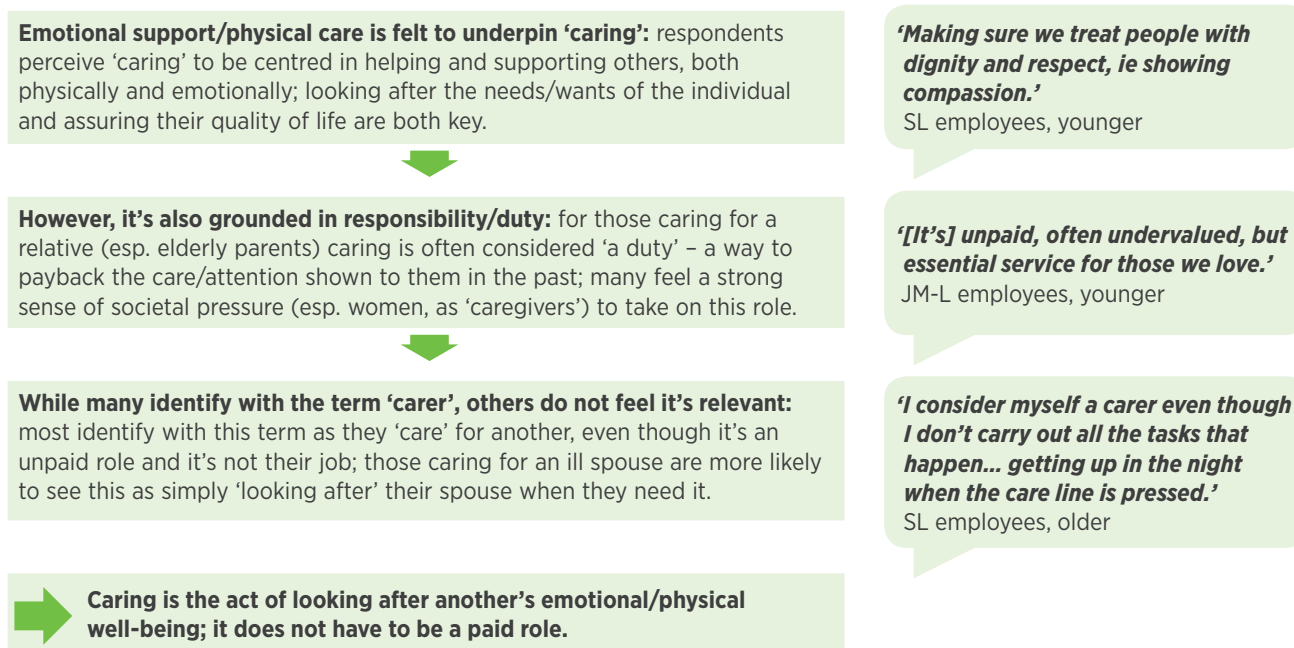 Emotional support/physical care is felt to underpin ‘caring’: respondents
perceive ‘caring’ to be centred in helping and supporting others, both
physically and emotionally; looking after the needs/wants of the individual
and assuring their quality of life are both key.
‘Making sure we treat people with
dignity and respect, ie showing
compassion.’
SL employees, younger
However, it’s also grounded in responsibility/duty: for those caring for a
relative (esp. elderly parents) caring is often considered ‘a duty’ – a way to
payback the care/attention shown to them in the past; many feel a strong
sense of societal pressure (esp. women, as ‘caregivers’) to take on this role.
‘[It’s] unpaid, often undervalued, but
essential service for those we love.’
JM-L employees, younger
While many identify with the term ‘carer’, others do not feel it’s relevant:
most identify with this term as they ‘care’ for another, even though it’s an
unpaid role and it’s not their job; those caring for an ill spouse are more likely
to see this as simply ‘looking after’ their spouse when they need it.
‘I consider myself a carer even though
I don’t carry out all the tasks that
happen... getting up in the night
when the care line is pressed.’
SL employees, older
Caring is the act of looking after another’s emotional/physical
well-being; it does not have to be a paid role.